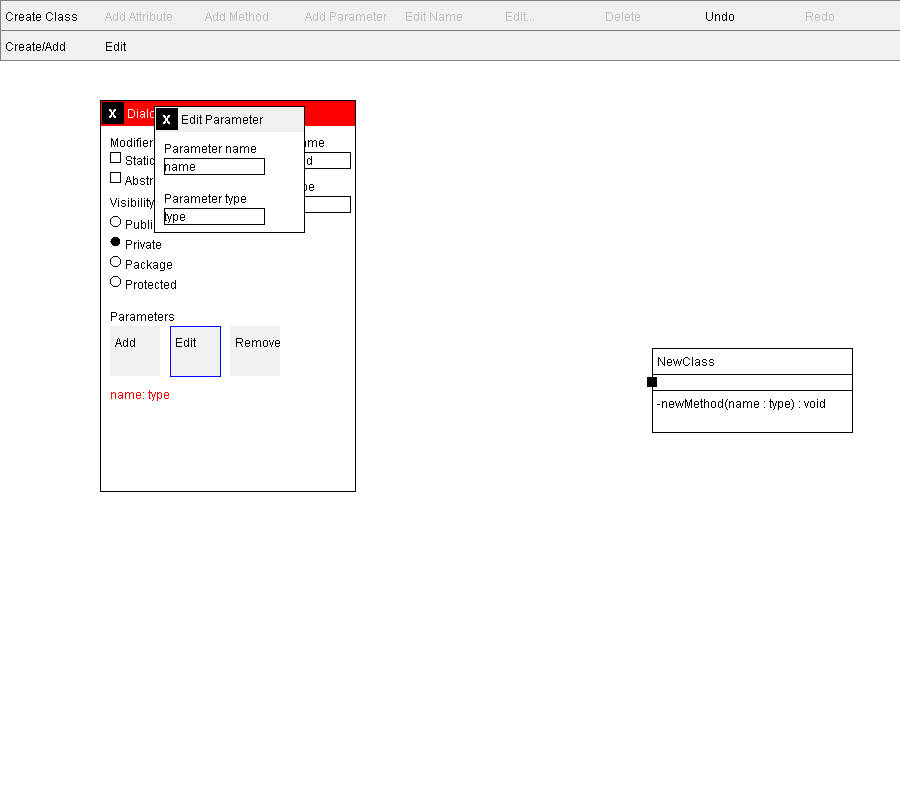 Create Class Add Attribute Add Method Add Parameter Edit Name Edit... Delete Undo Redo
Create/Add Edit
X Dialo
X Edit Parameter
Modifier
Static
Abstr
Visibility
Publi
Private
Package
Protected
Parameter name
name
Parameter type
type
Parameters
Add Edit Remove
name: type
NewClass
-newMethod(name : type) : void